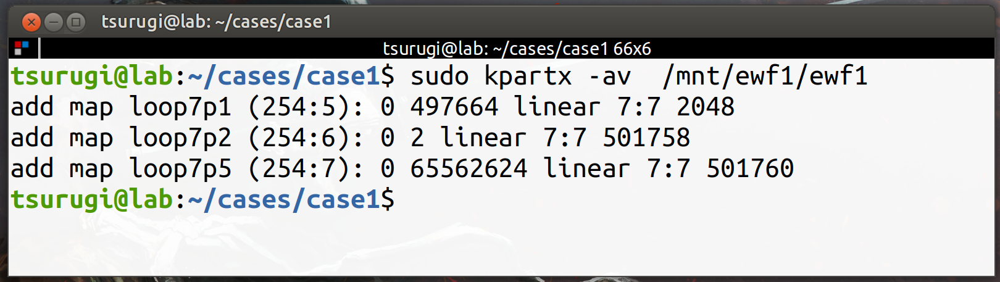 tsurugi@lab: ~/cases/case1
tsurugi@lab: ~/cases/case1 66x6
tsurugi@lab:~/cases/case1$ sudo kpartx -av  /mnt/ewf1/ewf1
add map loop7p1 (254:5): 0 497664 linear 7:7 2048
add map loop7p2 (254:6): 0 2 linear 7:7 501758
add map loop7p5 (254:7): 0 65562624 linear 7:7 501760
tsurugi@lab:~/cases/case1$